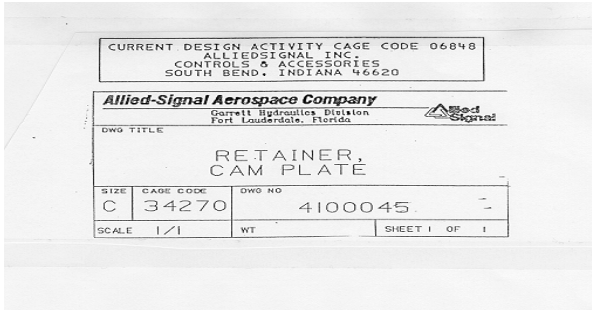 CURRENT DESIGN ACTIVITY CAGE CODE 06848
ALLIEDSIGNAL INC.
CONTROLS & ACCESSORIES
SOUTH BEND, INDIANA 46620
Allied-Signal Aerospace Company
Garrett Hydraulics Division
Fort Lauderdale, Florida
Allied
Signal
DWG TITLE
RETAINER,
CAM PLATE
SIZE CAGE CODE DWG NO
C 34270 4100045
SCALE 1/1 WT SHEET 1 OF 1